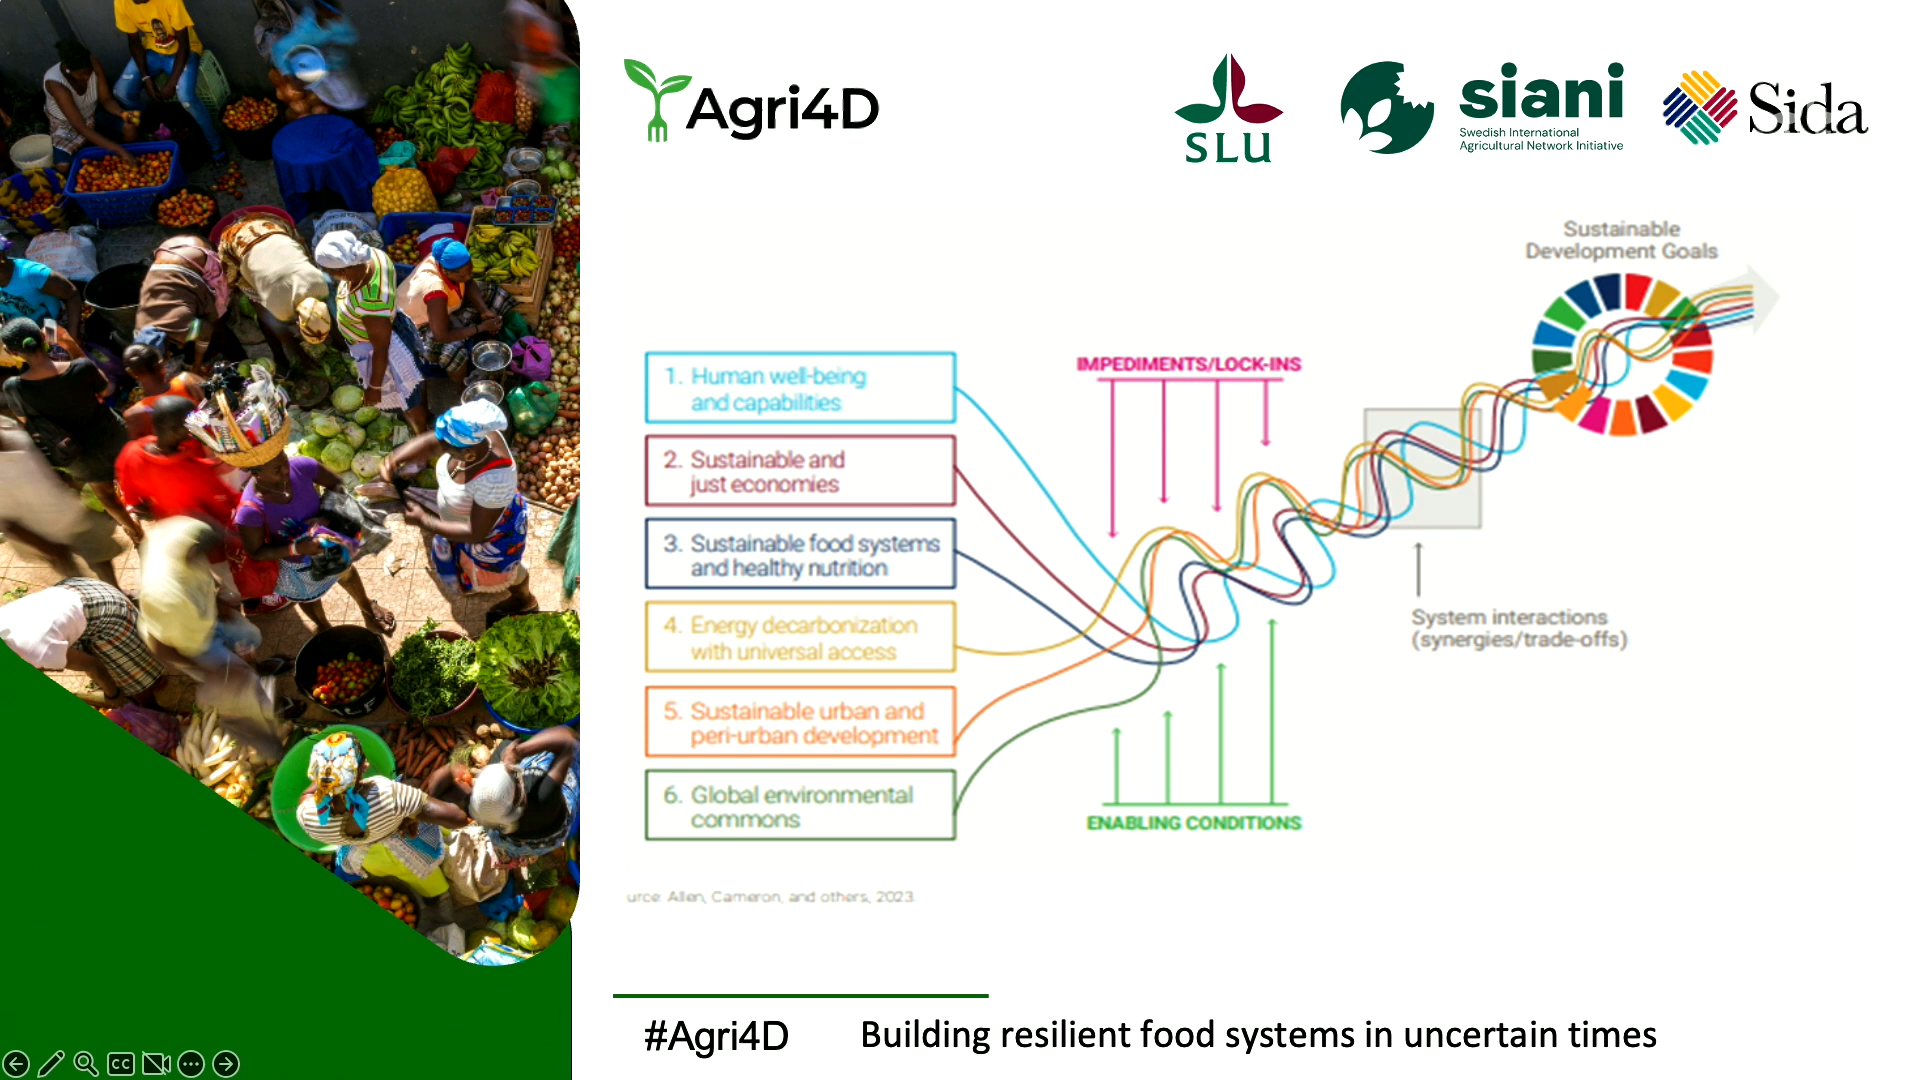 Agri4D
SLU
siani
Swedish International
Agricultural Network Initiative
Sida
Sustainable
Development Goals
IMPEDIMENTS/LOCK-INS
1. Human well-being
and capabilities
2. Sustainable and
just economies
3. Sustainable food systems
and healthy nutrition
4. Energy decarbonization
with universal access
5. Sustainable urban and
peri-urban development
6. Global environmental
commons
System interactions
(synergies/trade-offs)
ENABLING CONDITIONS
urce: Allen, Cameron, and others, 2023.
#Agri4D
Building resilient food systems in uncertain times
CC